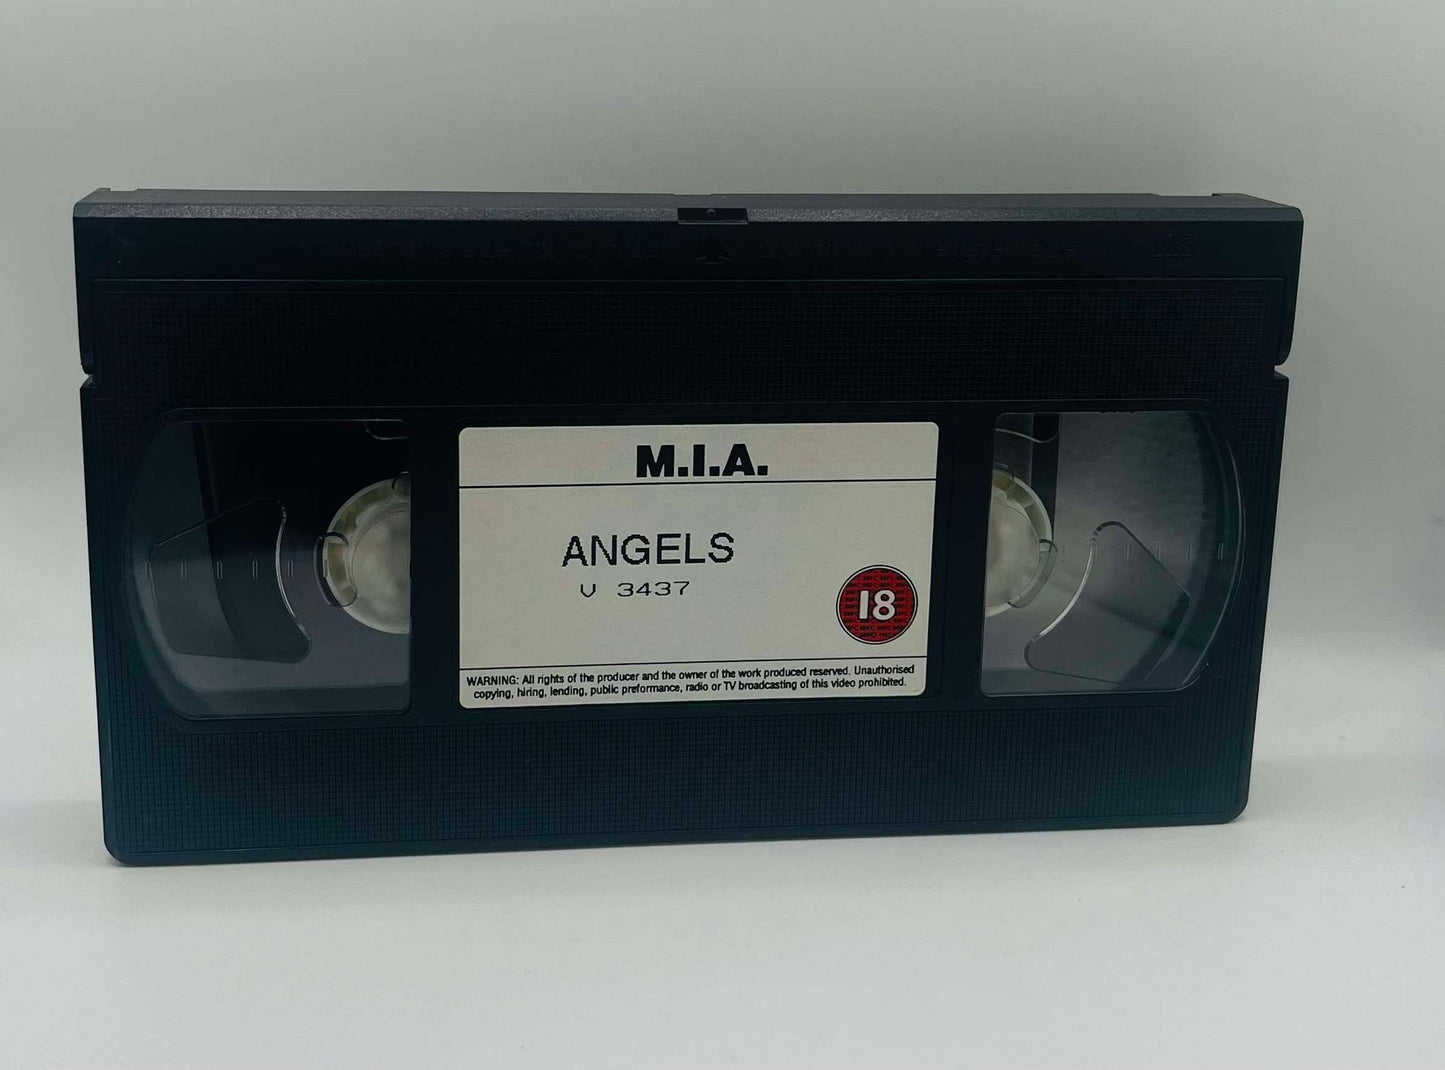 M.I.A.
ANGELS
V 3437
18
WARNING: All rights of the producer and the owner of the work produced reserved. Unauthorised
copying, hiring, lending, public preformance, radio or TV broadcasting of this video prohibited.